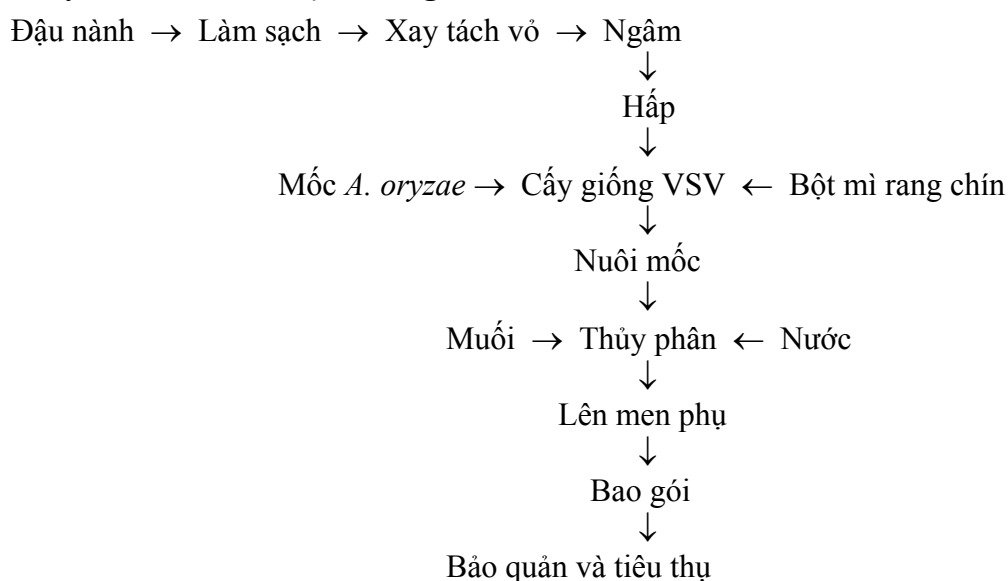 Đậu nành → Làm sạch → Xay tách vỏ → Ngâm
↓
Hấp
↓
Mốc A. oryzae → Cấy giống VSV ← Bột mì rang chín
↓
Nuôi mốc
↓
Muối → Thủy phân ← Nước
↓
Lên men phụ
↓
Bao gói
↓
Bảo quản và tiêu thụ